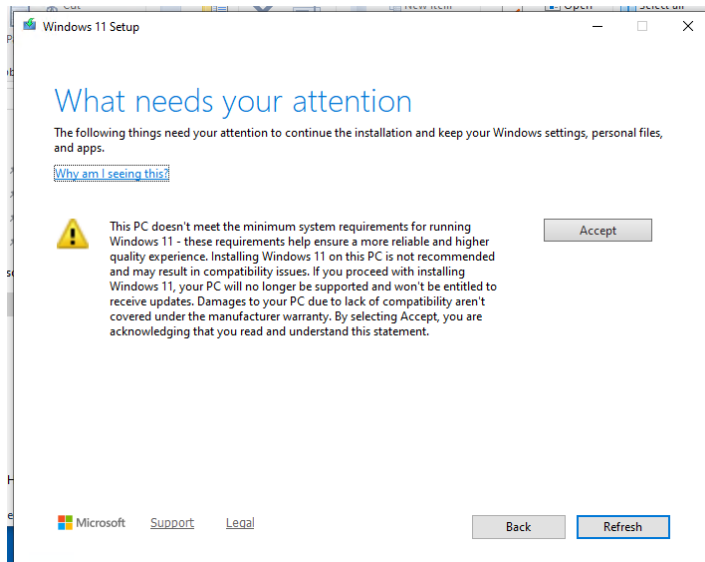 Cut
New item
Open
Select all
Windows 11 Setup
What needs your attention
The following things need your attention to continue the installation and keep your Windows settings, personal files,
and apps.
Why am I seeing this?
This PC doesn't meet the minimum system requirements for running
Windows 11 - these requirements help ensure a more reliable and higher
quality experience. Installing Windows 11 on this PC is not recommended
and may result in compatibility issues. If you proceed with installing
Windows 11, your PC will no longer be supported and won't be entitled to
receive updates. Damages to your PC due to lack of compatibility aren't
covered under the manufacturer warranty. By selecting Accept, you are
acknowledging that you read and understand this statement.
Accept
Microsoft
Support
Legal
Back
Refresh